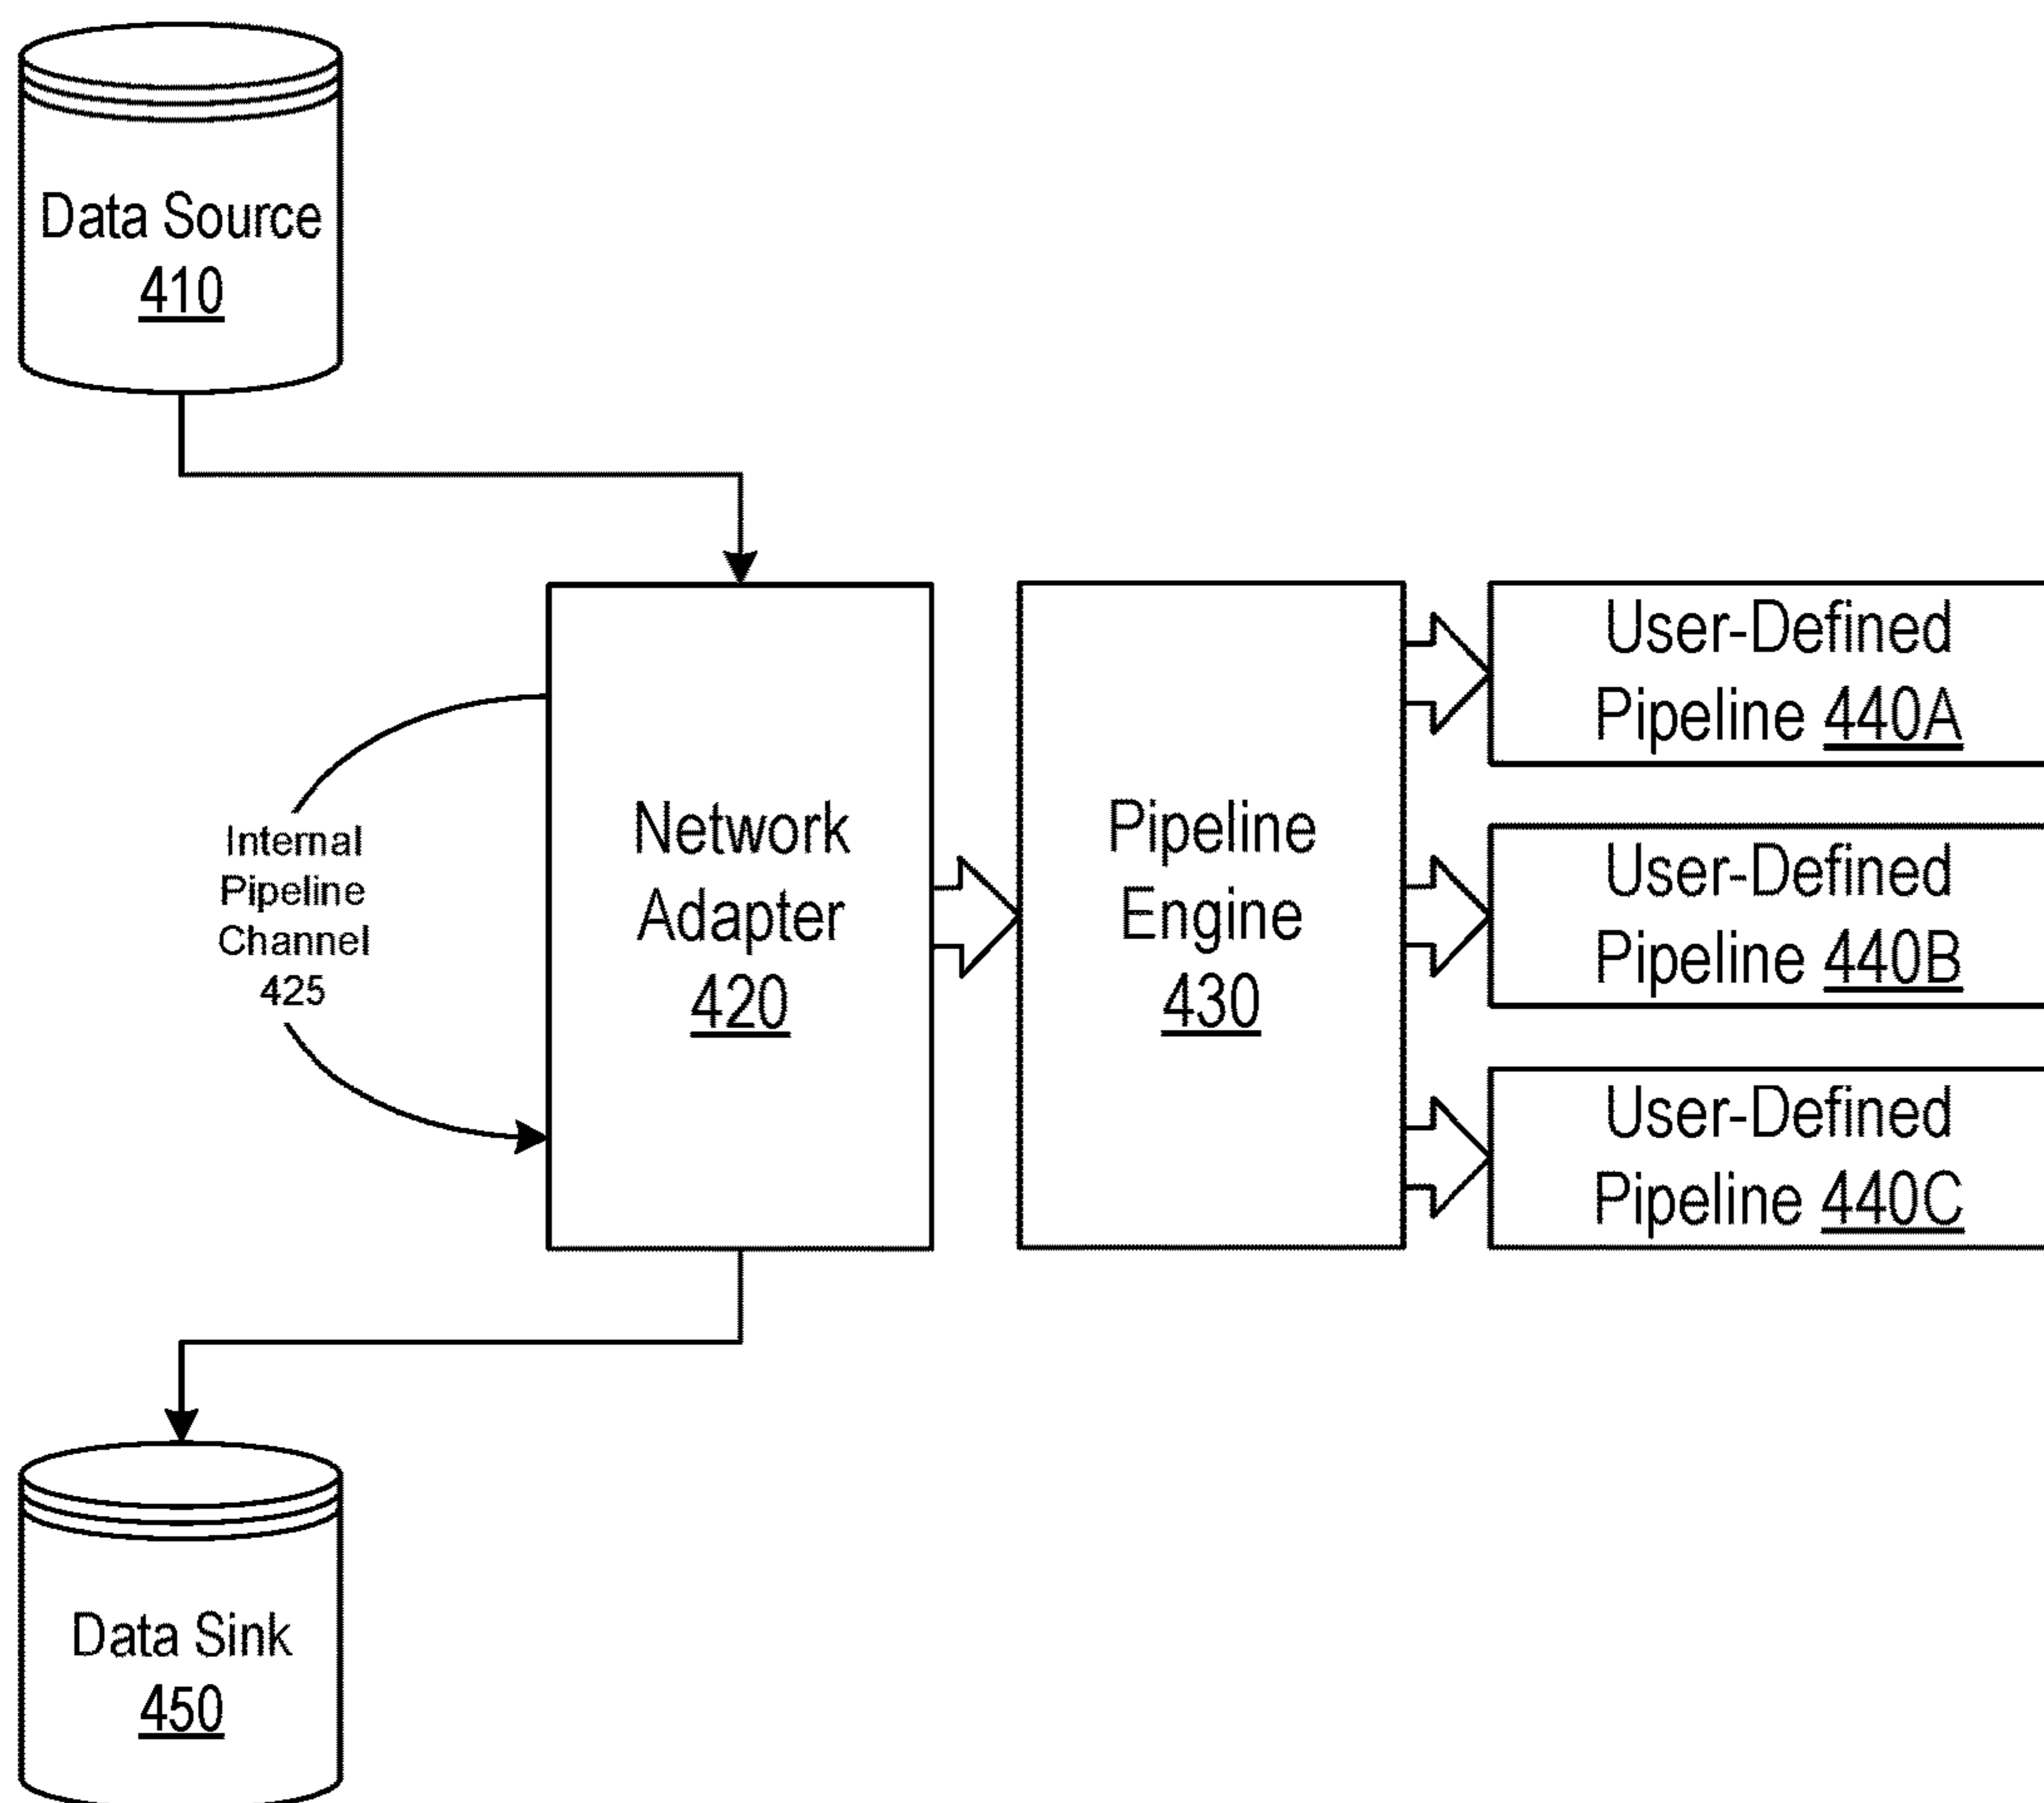 Data Source
410
Internal
Pipeline
Channel
425
Network
Adapter
420
Pipeline
Engine
430
User-Defined
Pipeline 440A
User-Defined
Pipeline 440B
User-Defined
Pipeline 440C
Data Sink
450